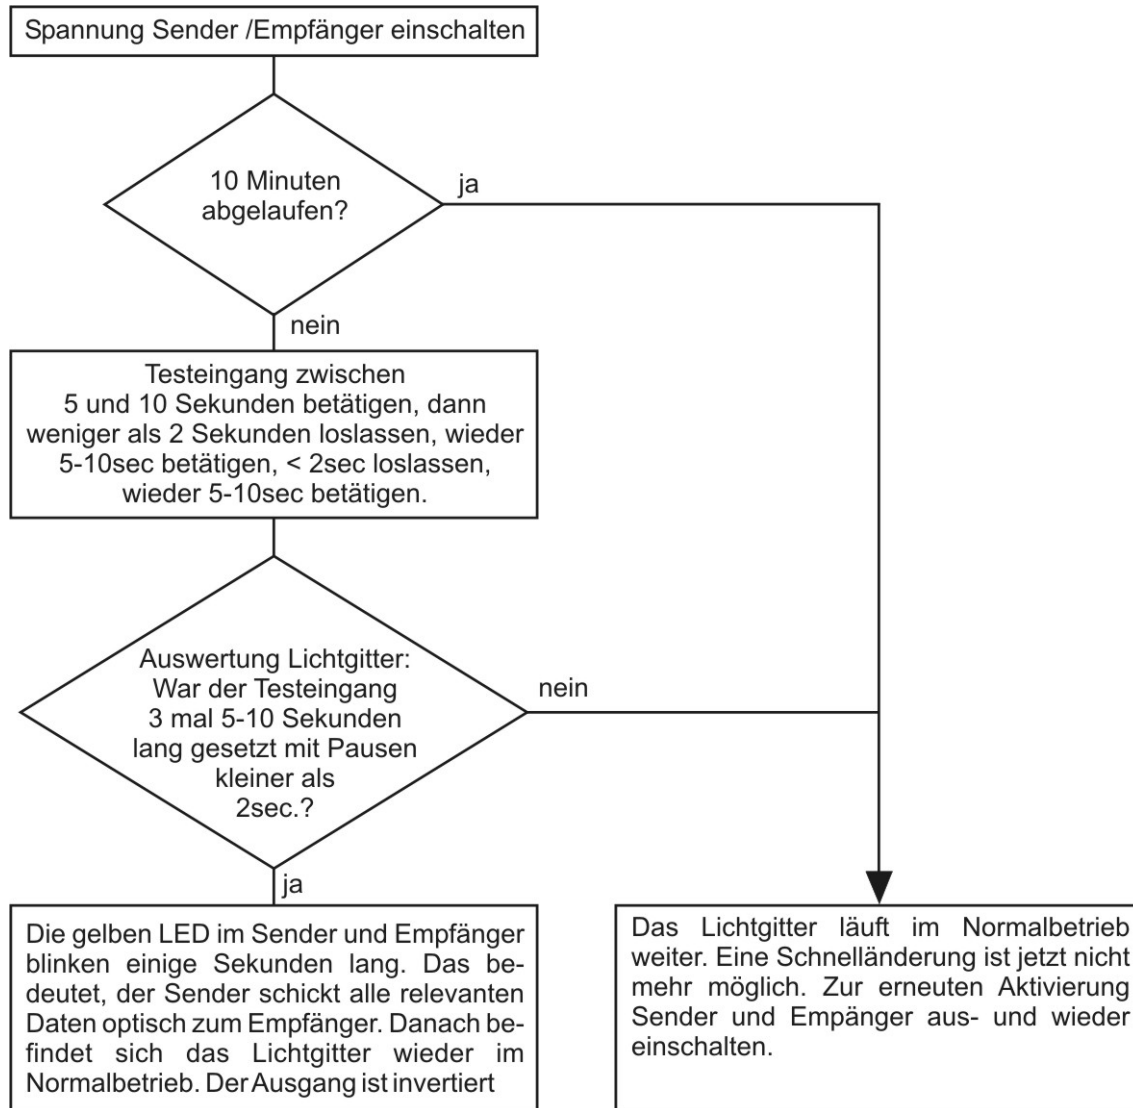 Spannung Sender /Empfänger einschalten
10 Minuten
abgelaufen?
ja
nein
Testeingang zwischen
5 und 10 Sekunden betätigen, dann
weniger als 2 Sekunden loslassen, wieder
5-10sec betätigen, < 2sec loslassen,
wieder 5-10sec betätigen.
Auswertung Lichtgitter:
War der Testeingang
3 mal 5-10 Sekunden
lang gesetzt mit Pausen
kleiner als
2sec.?
nein
ja
Die gelben LED im Sender und Empfänger
blinken einige Sekunden lang. Das be-
deutet, der Sender schickt alle relevanten
Daten optisch zum Empfänger. Danach be-
findet sich das Lichtgitter wieder im
Normalbetrieb. Der Ausgang ist invertiert
Das Lichtgitter läuft im Normalbetrieb
weiter. Eine Schnelländerung ist jetzt nicht
mehr möglich. Zur erneuten Aktivierung
Sender und Empänger aus- und wieder
einschalten.